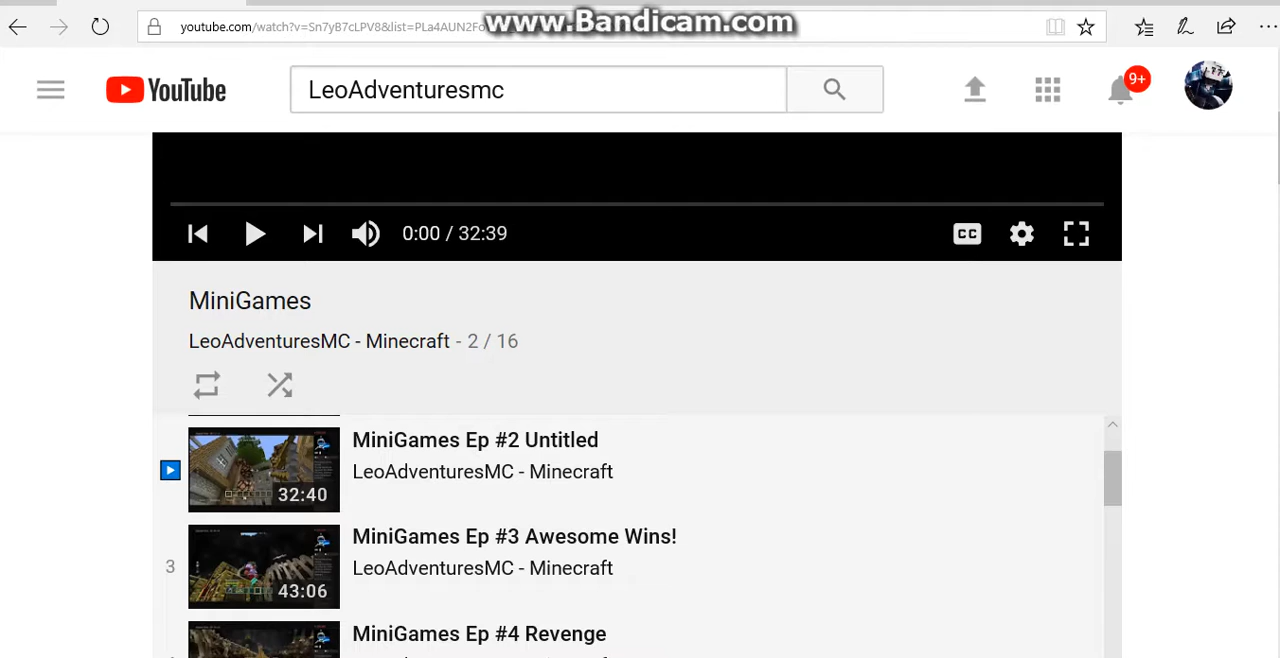 www.Bandicam.com
youtube.com/watch?v=Sn7yB7cLPV8&list=PLa4AUN2Fo
YouTube
LeoAdventuresmc
9+
0:00 / 32:39
CC
MiniGames
LeoAdventuresMC - Minecraft - 2 / 16
MiniGames Ep #2 Untitled
LeoAdventuresMC - Minecraft
32:40
3
MiniGames Ep #3 Awesome Wins!
LeoAdventuresMC - Minecraft
43:06
MiniGames Ep #4 Revenge